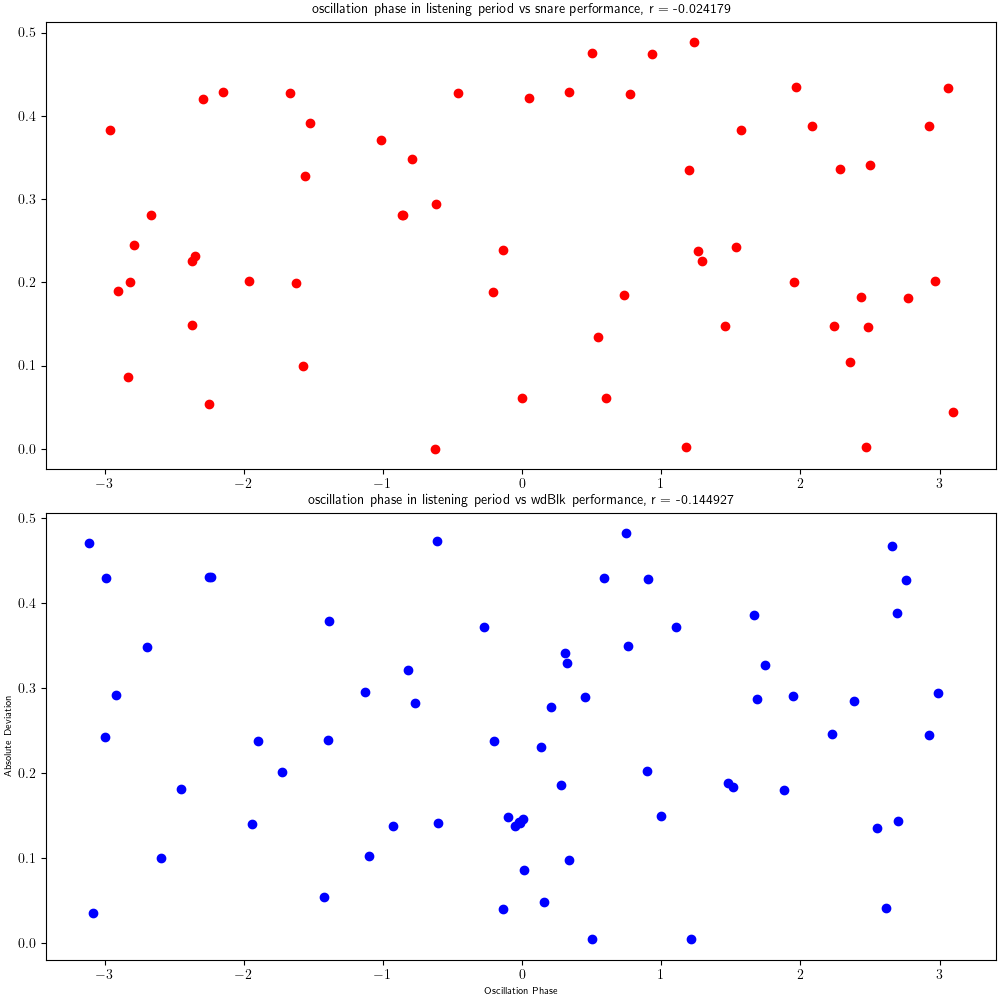 oscillation phase in listening period vs snare performance, r = -0.024179
0.5
0.4
0.3
0.2
0.1
0.0
−3 −2 −1 0 1 2 3
oscillation phase in listening period vs wdBlk performance, r = -0.144927
0.5
0.4
0.3
0.2
0.1
0.0
Absolute Deviation
−3 −2 −1 0 1 2 3
Oscillation Phase